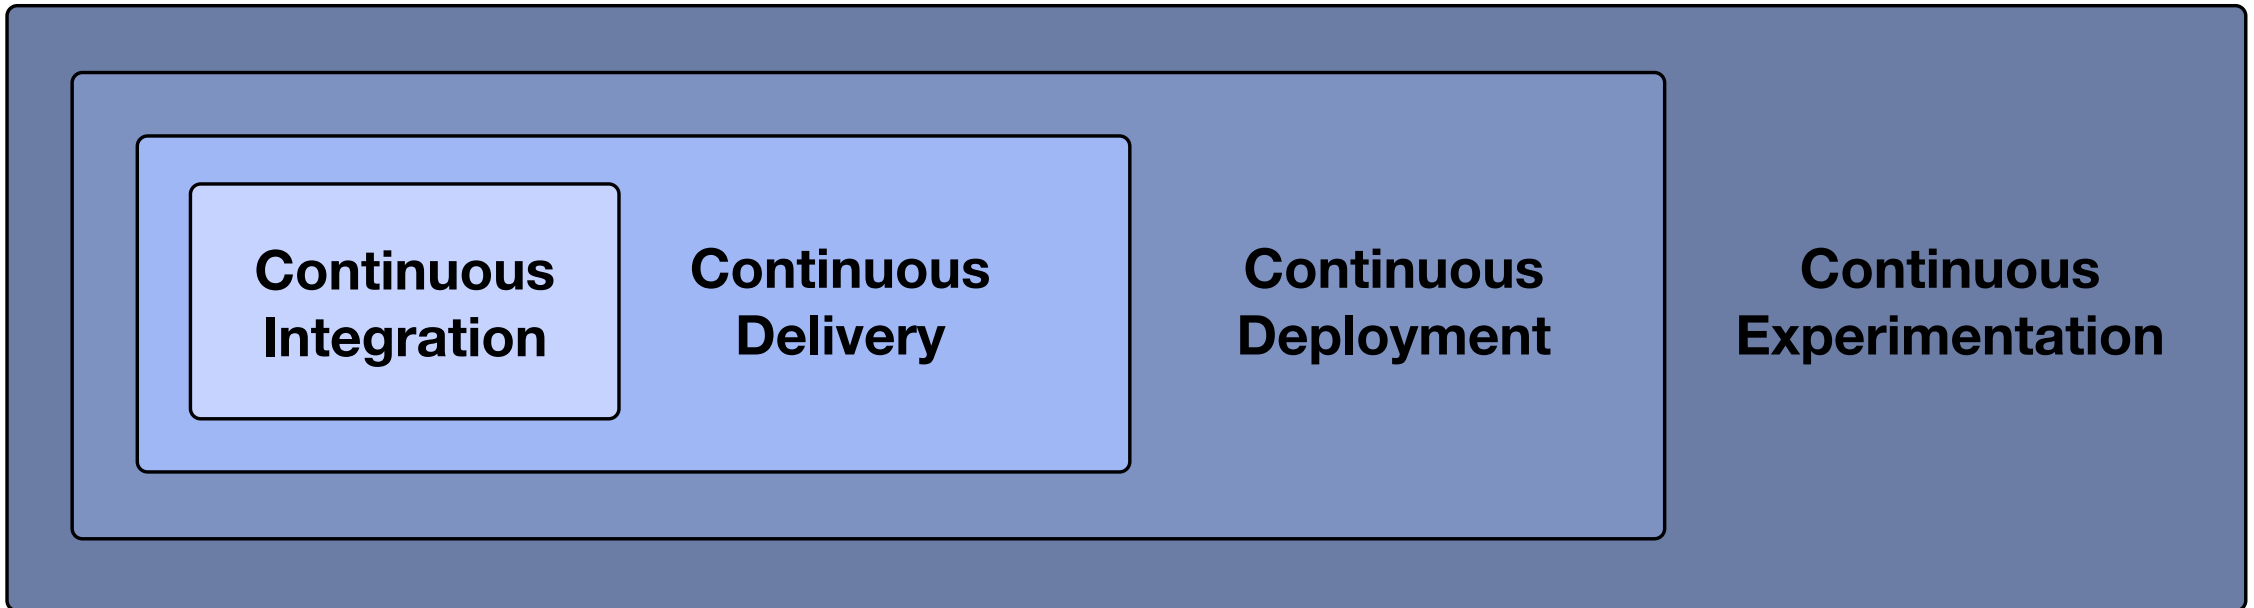 Continuous
Integration
Continuous
Delivery
Continuous
Deployment
Continuous
Experimentation